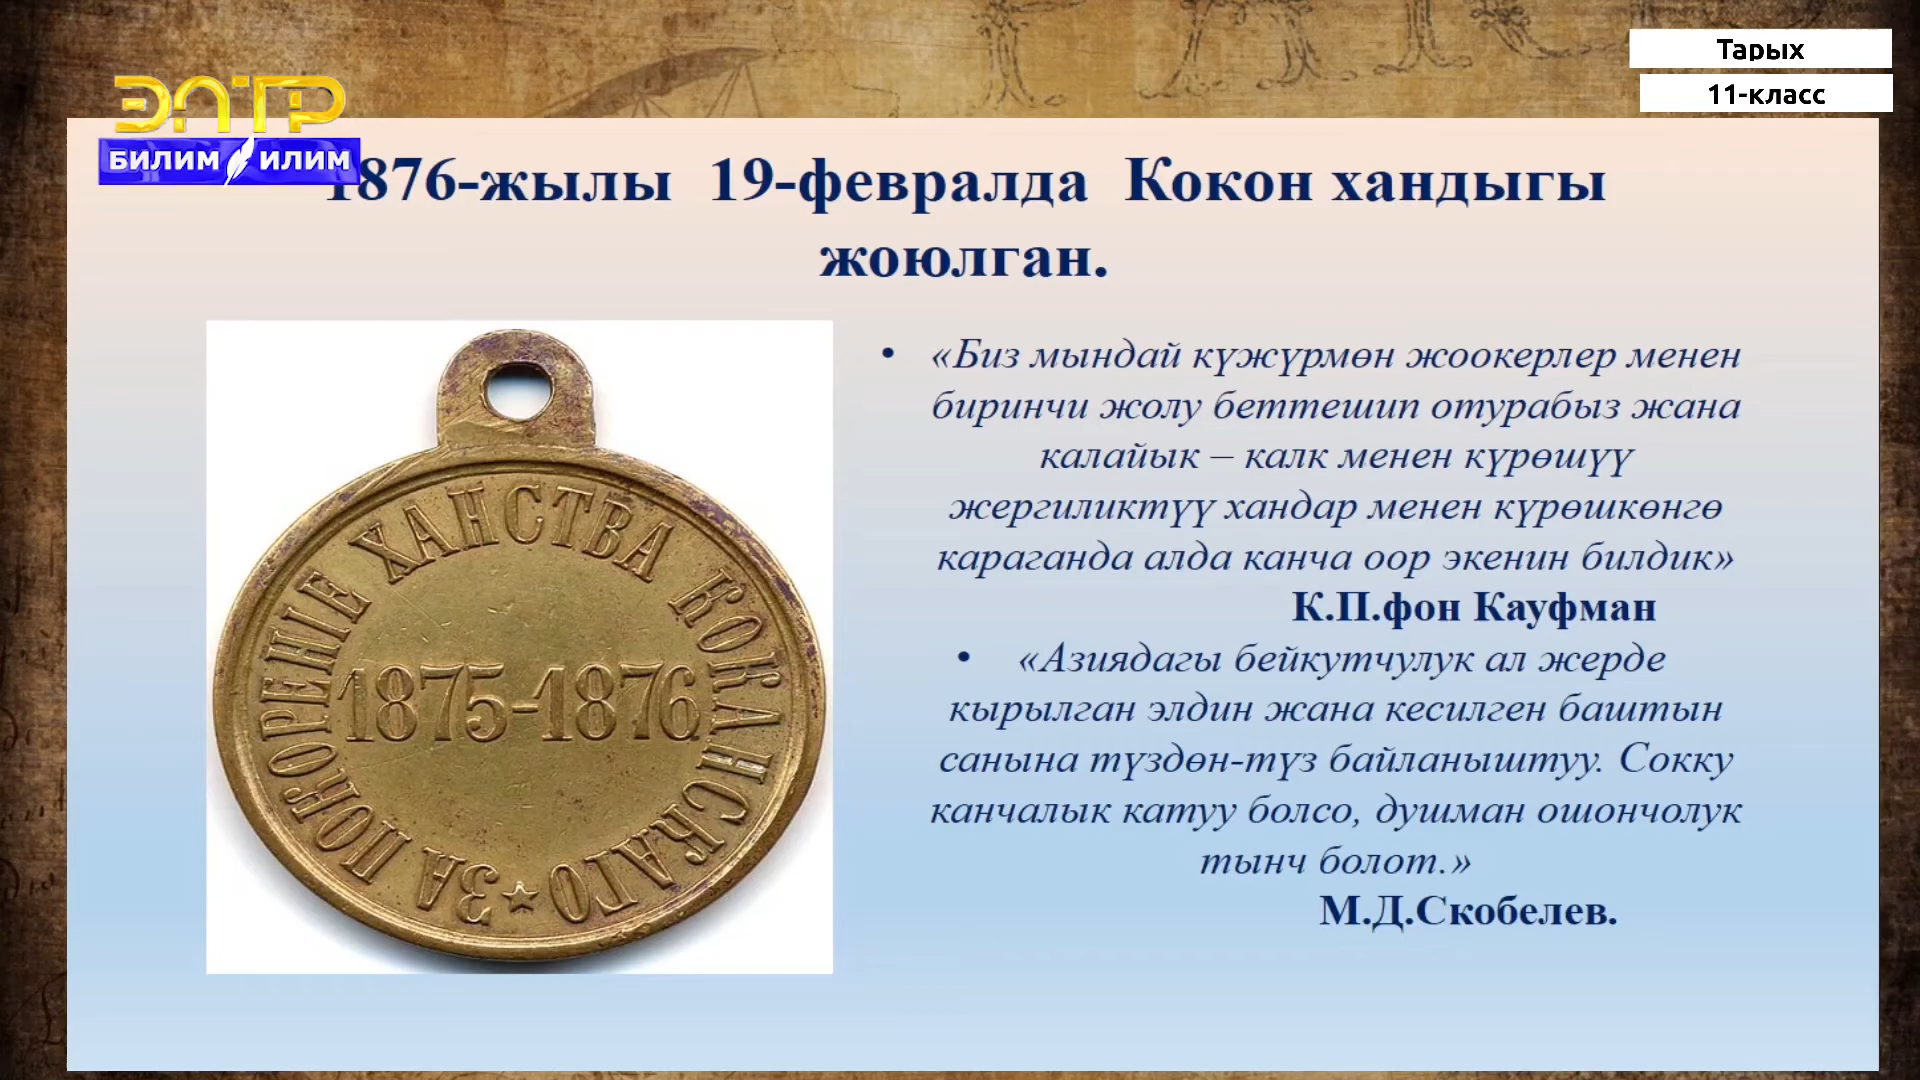 Тарых
11-класс
ЭЛТР
БИЛИМ ИЛИМ
1876-жылы 19-февралда Кокон хандыгы
жоюлган.
• «Биз мындай күжүрмөн жоокерлер менен
биринчи жолу беттешип отурабыз жана
калайык – калк менен күрөшүү
жергиликтүү хандар менен күрөшкөнгө
караганда алда канча оор экенин билдик»
К.П.фон Кауфман
• «Азиядагы бейкутчулук ал жерде
кырылган элдин жана кесилген баштын
санына түздөн-түз байланыштуу. Сокку
канчалык катуу болсо, душман ошончолук
тынч болот.»
М.Д.Скобелев.
ЗА ПОКОРЕНІЕ ХАНСТВА КОКАНСКАГО
1875-1876